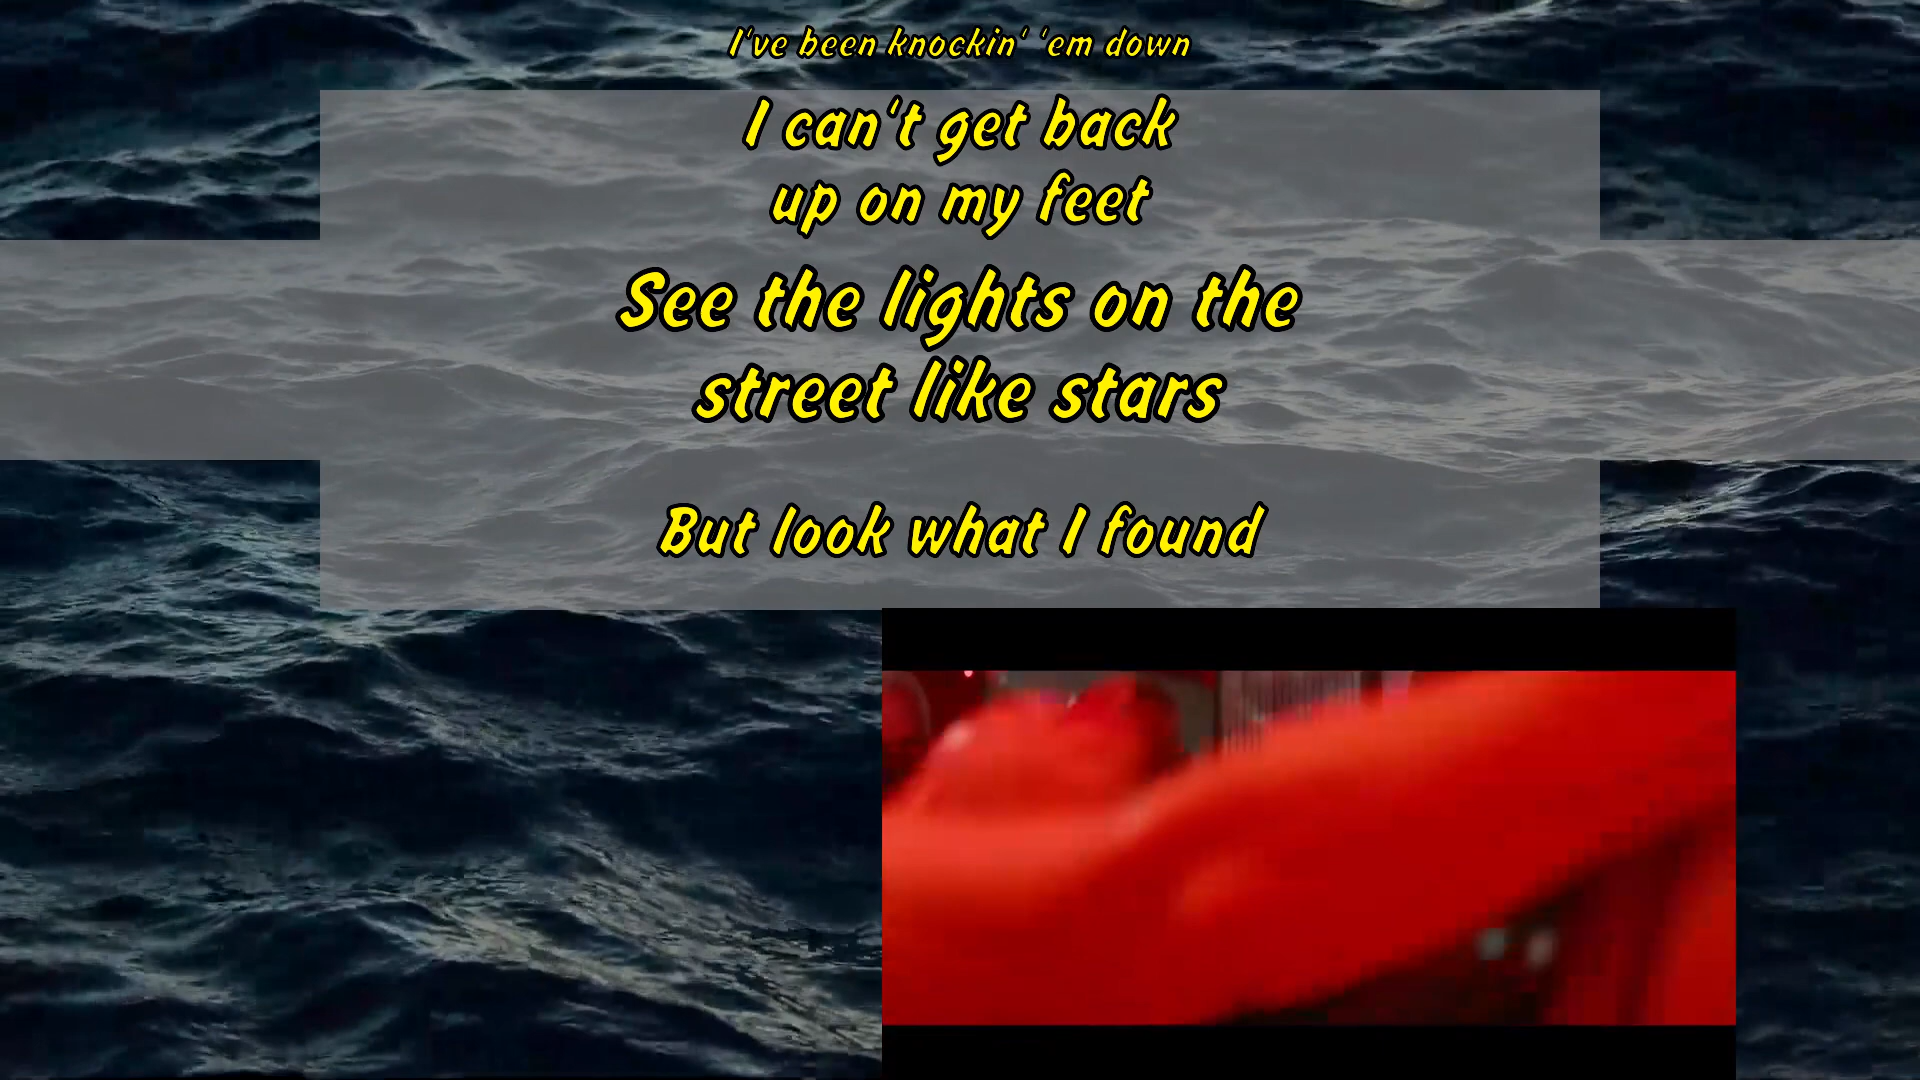 I've been knockin' 'em down
I can't get back
up on my feet
See the lights on the
street like stars
But look what I found